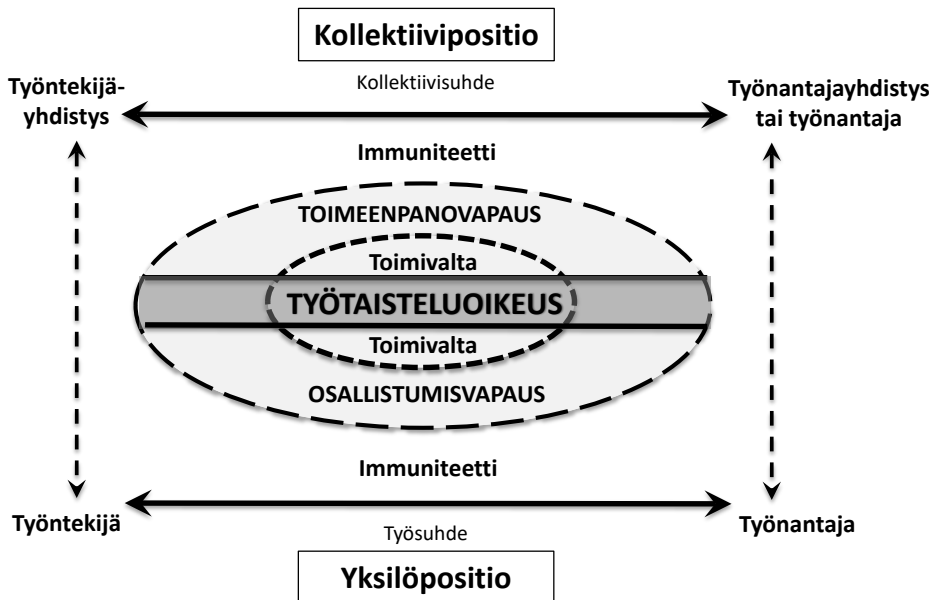 Kollektiivipositio
Kollektiivisuhde
Työntekijä-
yhdistys
Työnantajayhdistys
tai työnantaja
Immuniteetti
TOIMEENPANOVAPAUS
Toimivalta
TYÖTAISTELUOIKEUS
Toimivalta
OSALLISTUMISVAPAUS
Immuniteetti
Työntekijä
Työnantaja
Työsuhde
Yksilöpositio